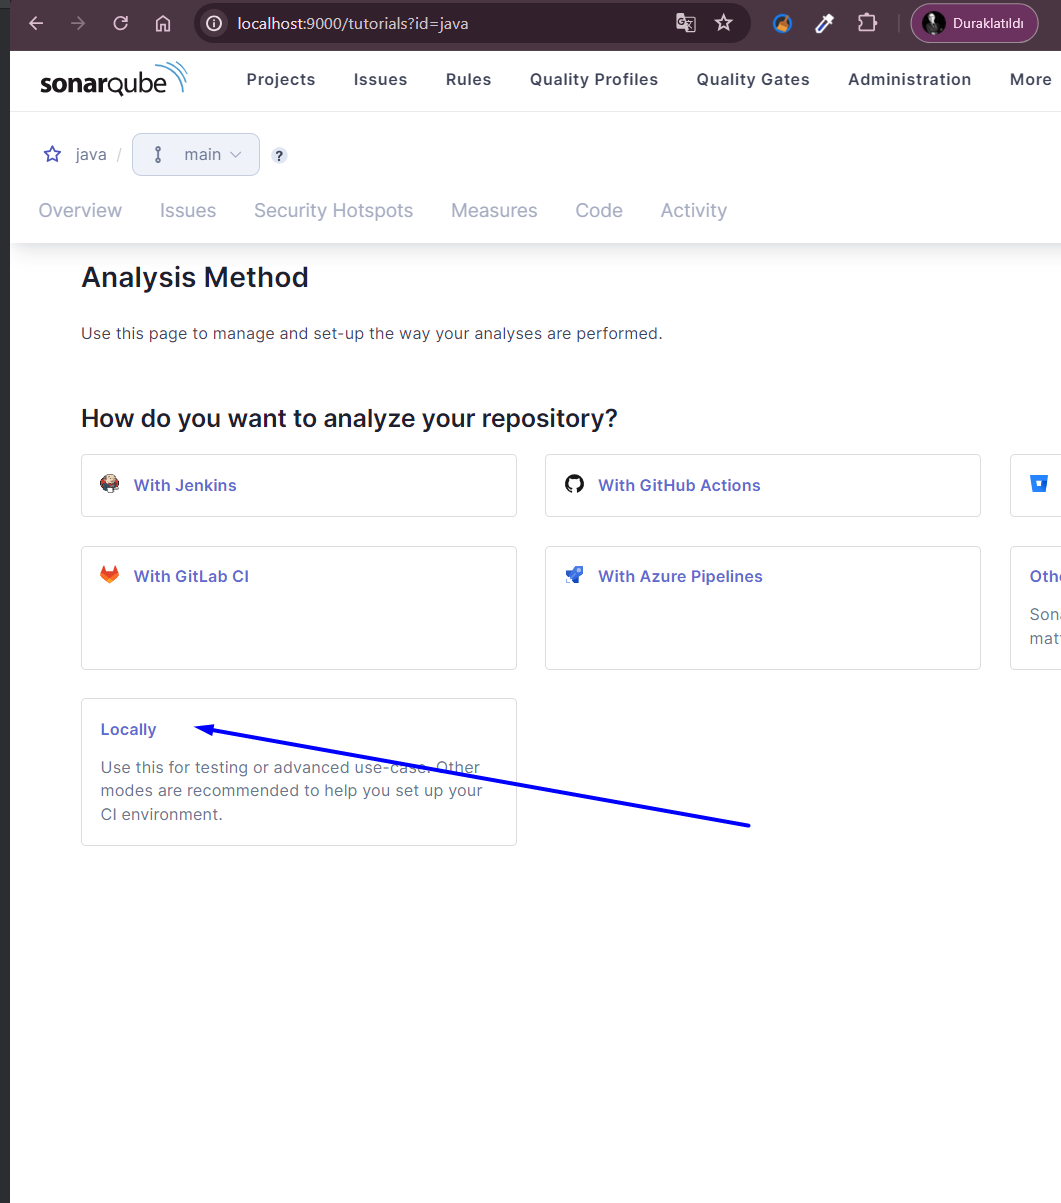 localhost:9000/tutorials?id=java
Duraklatıldı
sonarqube
Projects Issues Rules Quality Profiles Quality Gates Administration More
java / main ?
Overview Issues Security Hotspots Measures Code Activity
Analysis Method
Use this page to manage and set-up the way your analyses are performed.
How do you want to analyze your repository?
With Jenkins
With GitHub Actions
With GitLab CI
With Azure Pipelines
Locally
Use this for testing or advanced use-case. Other
modes are recommended to help you set up your
CI environment.